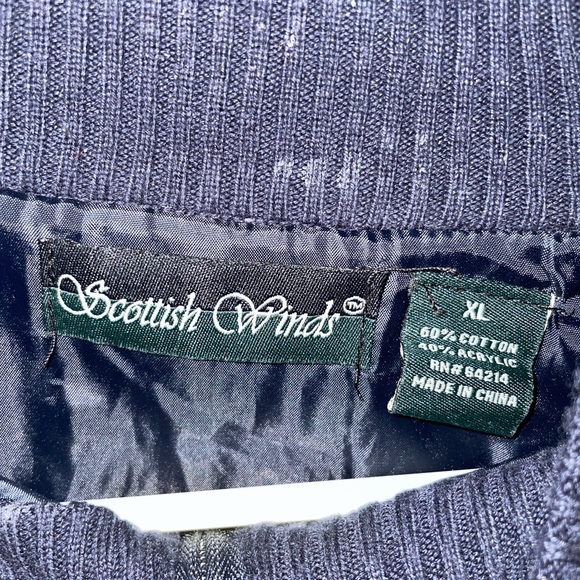 Scottish Winds™
XL
60% COTTON
40% ACRYLIC
RN# 64214
MADE IN CHINA